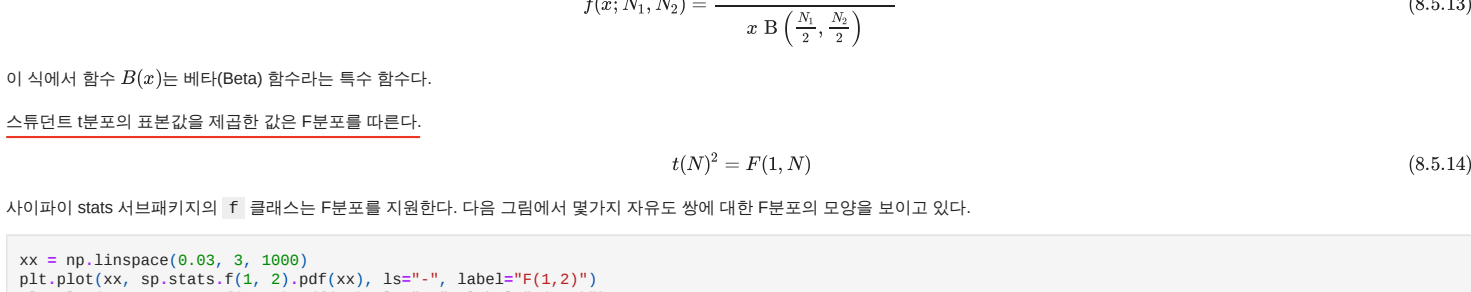 f(x; N₁, N₂) =
x B(N₁/2, N₂/2)
(8.5.13)
이 식에서 함수 B(x)는 베타(Beta) 함수라는 특수 함수다.
스튜던트 t분포의 표본값을 제곱한 값은 F분포를 따른다.
t(N)² = F(1, N) (8.5.14)
사이파이 stats 서브패키지의 f 클래스는 F분포를 지원한다. 다음 그림에서 몇가지 자유도 쌍에 대한 F분포의 모양을 보이고 있다.
xx = np.linspace(0.03, 3, 1000)
plt.plot(xx, sp.stats.f(1, 2).pdf(xx), ls="-", label="F(1,2)")